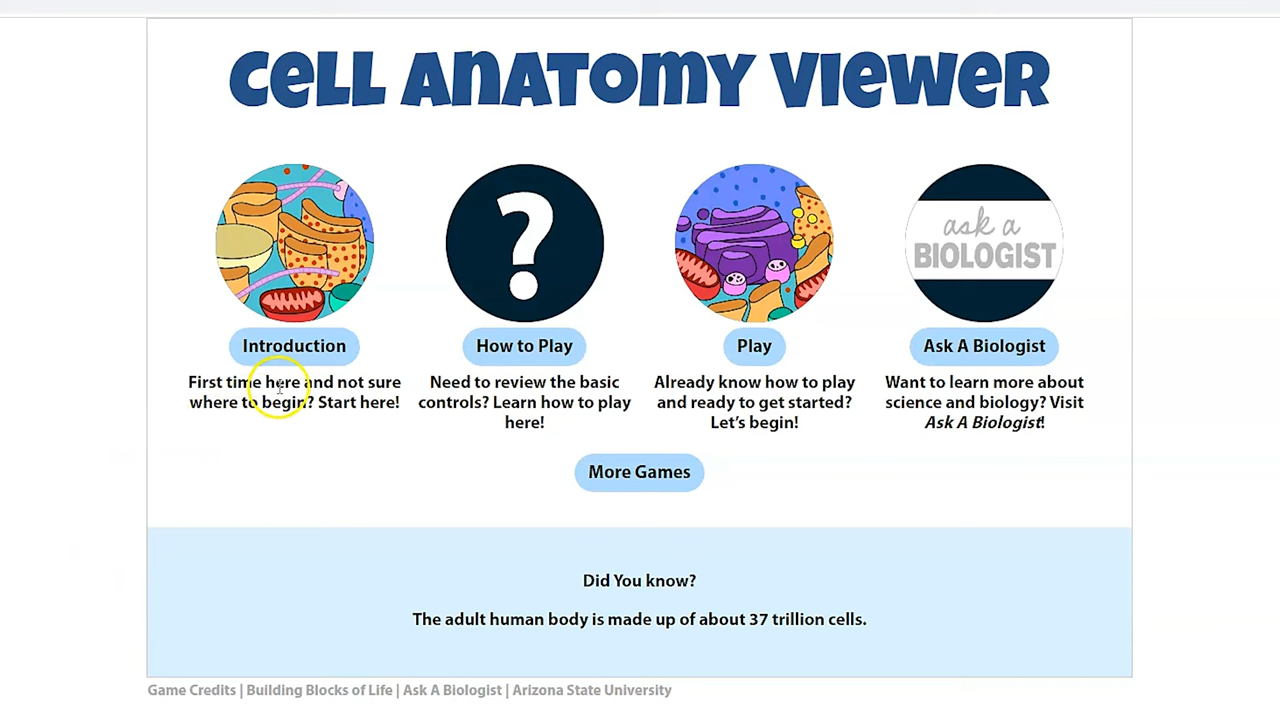 Cell Anatomy Viewer
ask a
BIOLOGIST
Introduction
First time here and not sure
where to begin? Start here!
How to Play
Need to review the basic
controls? Learn how to play
here!
Play
Already know how to play
and ready to get started?
Let's begin!
Ask A Biologist
Want to learn more about
science and biology? Visit
Ask A Biologist!
More Games
Did You know?
The adult human body is made up of about 37 trillion cells.
Game Credits | Building Blocks of Life | Ask A Biologist | Arizona State University